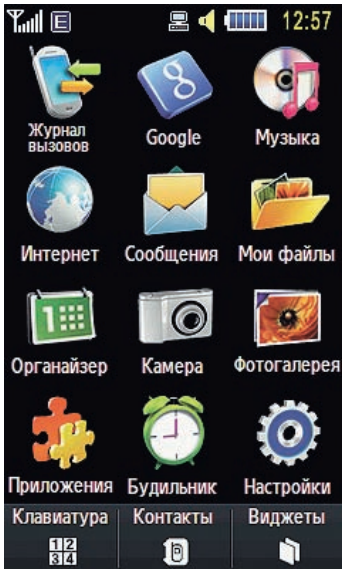 E 12:57
Журнал
вызовов
Google
Музыка
Интернет
Сообщения
Мои файлы
Органайзер
Камера
Фотогалерея
Приложения
Будильник
Настройки
Клавиатура
Контакты
Виджеты